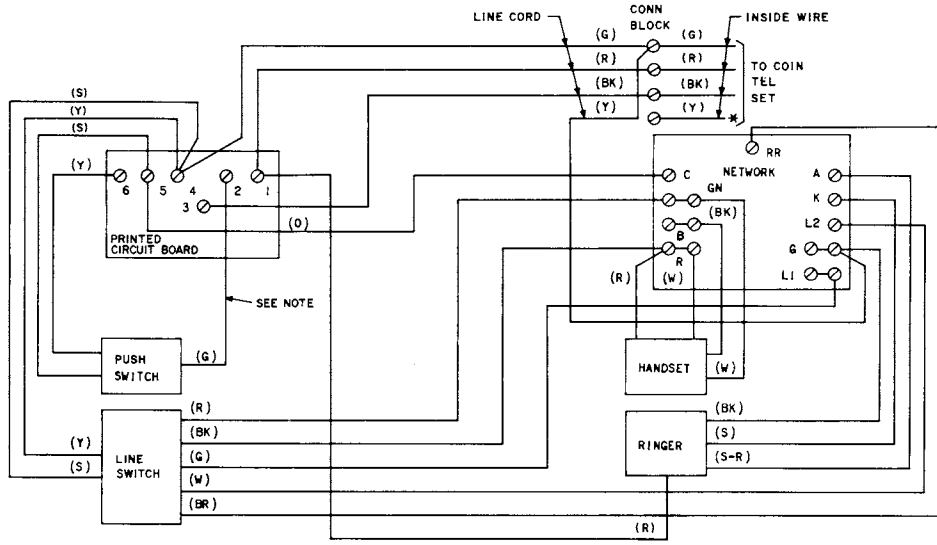 LINE CORD
CONN
BLOCK
INSIDE WIRE
(G) (G)
(R) (R)
(BK) (BK)
(Y) (Y) *
TO COIN
TEL
SET
(S)
(Y)
(S)
(Y)
6 5 4 2 1
3
PRINTED
CIRCUIT BOARD
(O)
RR
NETWORK
C A
GN K
(BK)
L2
B
G
R
(R) (W)
L1
SEE NOTE
PUSH
SWITCH
(G)
HANDSET
(W)
(R)
(BK)
(Y)
(G)
(S)
LINE
SWITCH
(W)
(BR)
RINGER
(BK)
(S)
(S-R)
(R)